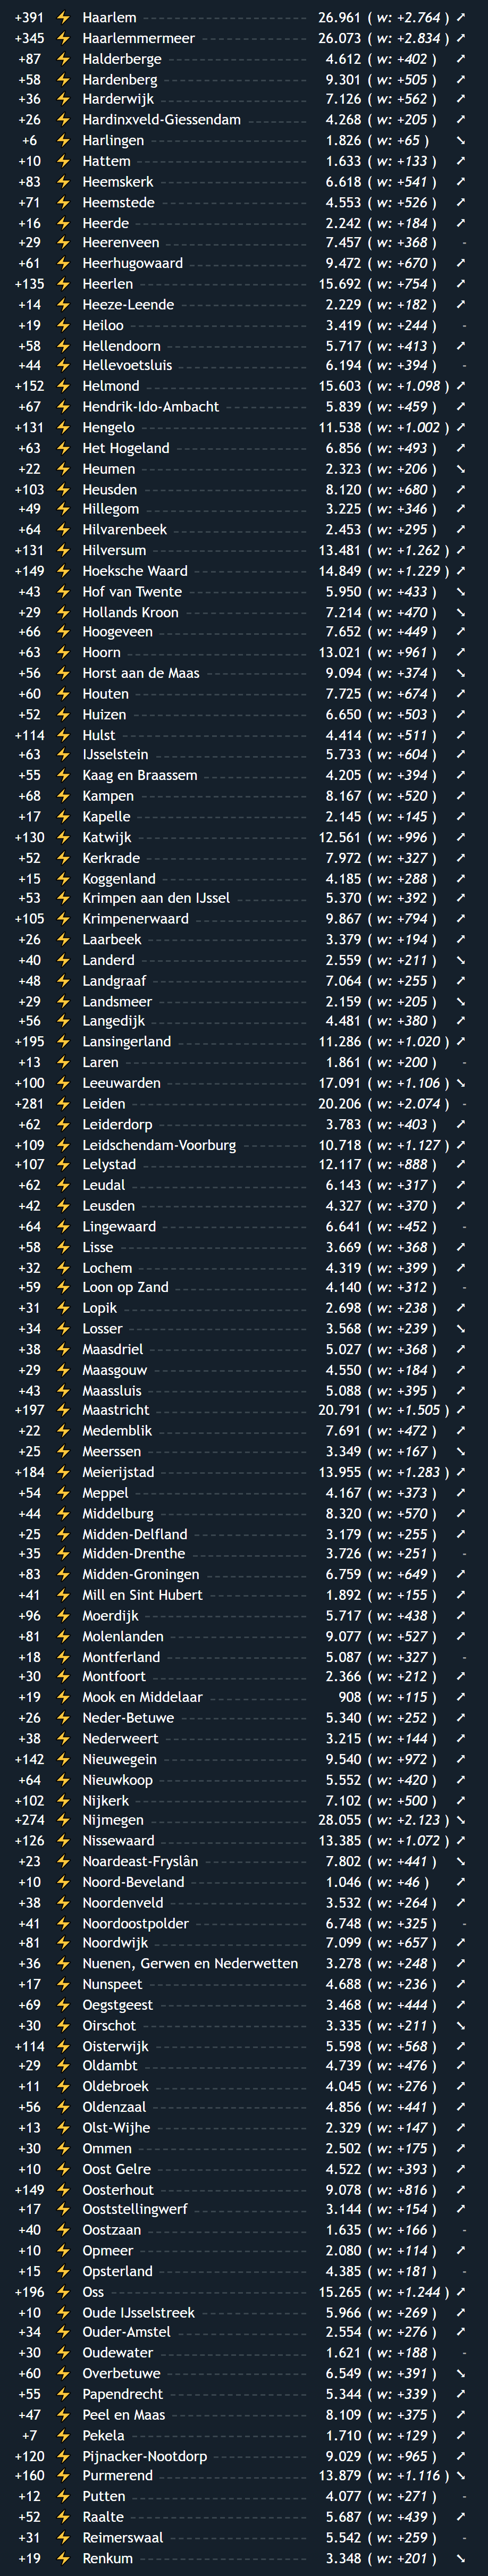 +391 ⚡ Haarlem 26.961 ( w: +2.764 ) ➚
+345 ⚡ Haarlemmermeer 26.073 ( w: +2.834 ) ➚
+87 ⚡ Halderberge 4.612 ( w: +402 ) ➚
+58 ⚡ Hardenberg 9.301 ( w: +505 ) ➚
+36 ⚡ Harderwijk 7.126 ( w: +562 ) ➚
+26 ⚡ Hardinxveld-Giessendam 4.268 ( w: +205 ) ➚
+6 ⚡ Harlingen 1.826 ( w: +65 ) ➘
+10 ⚡ Hattem 1.633 ( w: +133 ) ➚
+83 ⚡ Heemskerk 6.618 ( w: +541 ) ➚
+71 ⚡ Heemstede 4.553 ( w: +526 ) ➚
+16 ⚡ Heerde 2.242 ( w: +184 ) ➚
+29 ⚡ Heerenveen 7.457 ( w: +368 ) -
+61 ⚡ Heerhugowaard 9.472 ( w: +670 ) ➚
+135 ⚡ Heerlen 15.692 ( w: +754 ) ➚
+14 ⚡ Heeze-Leende 2.229 ( w: +182 ) ➚
+19 ⚡ Heiloo 3.419 ( w: +244 ) -
+58 ⚡ Hellendoorn 5.717 ( w: +413 ) ➚
+44 ⚡ Hellevoetsluis 6.194 ( w: +394 ) -
+152 ⚡ Helmond 15.603 ( w: +1.098 ) ➚
+67 ⚡ Hendrik-Ido-Ambacht 5.839 ( w: +459 ) ➚
+131 ⚡ Hengelo 11.538 ( w: +1.002 ) ➚
+63 ⚡ Het Hogeland 6.856 ( w: +493 ) ➚
+22 ⚡ Heumen 2.323 ( w: +206 ) ➘
+103 ⚡ Heusden 8.120 ( w: +680 ) ➚
+49 ⚡ Hillegom 3.225 ( w: +346 ) ➚
+64 ⚡ Hilvarenbeek 2.453 ( w: +295 ) ➚
+131 ⚡ Hilversum 13.481 ( w: +1.262 ) ➚
+149 ⚡ Hoeksche Waard 14.849 ( w: +1.229 ) ➚
+43 ⚡ Hof van Twente 5.950 ( w: +433 ) ➘
+29 ⚡ Hollands Kroon 7.214 ( w: +470 ) ➘
+66 ⚡ Hoogeveen 7.652 ( w: +449 ) ➚
+63 ⚡ Hoorn 13.021 ( w: +961 ) ➚
+56 ⚡ Horst aan de Maas 9.094 ( w: +374 ) ➘
+60 ⚡ Houten 7.725 ( w: +674 ) ➚
+52 ⚡ Huizen 6.650 ( w: +503 ) ➚
+114 ⚡ Hulst 4.414 ( w: +511 ) ➚
+63 ⚡ IJsselstein 5.733 ( w: +604 ) ➚
+55 ⚡ Kaag en Braassem 4.205 ( w: +394 ) ➚
+68 ⚡ Kampen 8.167 ( w: +520 ) ➚
+17 ⚡ Kapelle 2.145 ( w: +145 ) ➚
+130 ⚡ Katwijk 12.561 ( w: +996 ) ➚
+52 ⚡ Kerkrade 7.972 ( w: +327 ) ➚
+15 ⚡ Koggenland 4.185 ( w: +288 ) ➚
+53 ⚡ Krimpen aan den IJssel 5.370 ( w: +392 ) ➚
+105 ⚡ Krimpenerwaard 9.867 ( w: +794 ) ➚
+26 ⚡ Laarbeek 3.379 ( w: +194 ) ➚
+40 ⚡ Landerd 2.559 ( w: +211 ) ➘
+48 ⚡ Landgraaf 7.064 ( w: +255 ) ➚
+29 ⚡ Landsmeer 2.159 ( w: +205 ) ➘
+56 ⚡ Langedijk 4.481 ( w: +380 ) ➚
+195 ⚡ Lansingerland 11.286 ( w: +1.020 ) ➚
+13 ⚡ Laren 1.861 ( w: +200 ) -
+100 ⚡ Leeuwarden 17.091 ( w: +1.106 ) ➘
+281 ⚡ Leiden 20.206 ( w: +2.074 ) -
+62 ⚡ Leiderdorp 3.783 ( w: +403 ) ➚
+109 ⚡ Leidschendam-Voorburg 10.718 ( w: +1.127 ) ➚
+107 ⚡ Lelystad 12.117 ( w: +888 ) ➚
+62 ⚡ Leudal 6.143 ( w: +317 ) ➚
+42 ⚡ Leusden 4.327 ( w: +370 ) ➚
+64 ⚡ Lingewaard 6.641 ( w: +452 ) -
+58 ⚡ Lisse 3.669 ( w: +368 ) ➚
+32 ⚡ Lochem 4.319 ( w: +399 ) ➚
+59 ⚡ Loon op Zand 4.140 ( w: +312 ) -
+31 ⚡ Lopik 2.698 ( w: +238 ) ➚
+34 ⚡ Losser 3.568 ( w: +239 ) ➘
+38 ⚡ Maasdriel 5.027 ( w: +368 ) ➚
+29 ⚡ Maasgouw 4.550 ( w: +184 ) ➚
+43 ⚡ Maassluis 5.088 ( w: +395 ) ➚
+197 ⚡ Maastricht 20.791 ( w: +1.505 ) ➚
+22 ⚡ Medemblik 7.691 ( w: +472 ) ➚
+25 ⚡ Meerssen 3.349 ( w: +167 ) ➘
+184 ⚡ Meierijstad 13.955 ( w: +1.283 ) ➚
+54 ⚡ Meppel 4.167 ( w: +373 ) ➚
+44 ⚡ Middelburg 8.320 ( w: +570 ) ➚
+25 ⚡ Midden-Delfland 3.179 ( w: +255 ) ➚
+35 ⚡ Midden-Drenthe 3.726 ( w: +251 ) -
+83 ⚡ Midden-Groningen 6.759 ( w: +649 ) ➚
+41 ⚡ Mill en Sint Hubert 1.892 ( w: +155 ) ➚
+96 ⚡ Moerdijk 5.717 ( w: +438 ) ➚
+81 ⚡ Molenlanden 9.077 ( w: +527 ) ➚
+18 ⚡ Montferland 5.087 ( w: +327 ) -
+30 ⚡ Montfoort 2.366 ( w: +212 ) ➚
+19 ⚡ Mook en Middelaar 908 ( w: +115 ) ➚
+26 ⚡ Neder-Betuwe 5.340 ( w: +252 ) ➚
+38 ⚡ Nederweert 3.215 ( w: +144 ) ➚
+142 ⚡ Nieuwegein 9.540 ( w: +972 ) ➚
+64 ⚡ Nieuwkoop 5.552 ( w: +420 ) ➚
+102 ⚡ Nijkerk 7.102 ( w: +500 ) ➚
+274 ⚡ Nijmegen 28.055 ( w: +2.123 ) ➘
+126 ⚡ Nissewaard 13.385 ( w: +1.072 ) ➚
+23 ⚡ Noardeast-Fryslân 7.802 ( w: +441 ) ➘
+10 ⚡ Noord-Beveland 1.046 ( w: +46 ) ➚
+38 ⚡ Noordenveld 3.532 ( w: +264 ) ➚
+41 ⚡ Noordoostpolder 6.748 ( w: +325 ) -
+81 ⚡ Noordwijk 7.099 ( w: +657 ) ➚
+36 ⚡ Nuenen, Gerwen en Nederwetten 3.278 ( w: +248 ) ➚
+17 ⚡ Nunspeet 4.688 ( w: +236 ) ➚
+69 ⚡ Oegstgeest 3.468 ( w: +444 ) ➚
+30 ⚡ Oirschot 3.335 ( w: +211 ) ➘
+114 ⚡ Oisterwijk 5.598 ( w: +568 ) ➚
+29 ⚡ Oldambt 4.739 ( w: +476 ) ➚
+11 ⚡ Oldebroek 4.045 ( w: +276 ) ➚
+56 ⚡ Oldenzaal 4.856 ( w: +441 ) ➚
+13 ⚡ Olst-Wijhe 2.329 ( w: +147 ) ➚
+30 ⚡ Ommen 2.502 ( w: +175 ) ➚
+10 ⚡ Oost Gelre 4.522 ( w: +393 ) ➚
+149 ⚡ Oosterhout 9.078 ( w: +816 ) ➚
+17 ⚡ Ooststellingwerf 3.144 ( w: +154 ) ➚
+40 ⚡ Oostzaan 1.635 ( w: +166 ) -
+10 ⚡ Opmeer 2.080 ( w: +114 ) ➚
+15 ⚡ Opsterland 4.385 ( w: +181 ) -
+196 ⚡ Oss 15.265 ( w: +1.244 ) ➚
+10 ⚡ Oude IJsselstreek 5.966 ( w: +269 ) ➚
+34 ⚡ Ouder-Amstel 2.554 ( w: +276 ) ➚
+30 ⚡ Oudewater 1.621 ( w: +188 ) -
+60 ⚡ Overbetuwe 6.549 ( w: +391 ) ➘
+55 ⚡ Papendrecht 5.344 ( w: +339 ) ➚
+47 ⚡ Peel en Maas 8.109 ( w: +375 ) ➚
+7 ⚡ Pekela 1.710 ( w: +129 ) ➚
+120 ⚡ Pijnacker-Nootdorp 9.029 ( w: +965 ) ➚
+160 ⚡ Purmerend 13.879 ( w: +1.116 ) ➘
+12 ⚡ Putten 4.077 ( w: +271 ) -
+52 ⚡ Raalte 5.687 ( w: +439 ) ➚
+31 ⚡ Reimerswaal 5.542 ( w: +259 ) -
+19 ⚡ Renkum 3.348 ( w: +201 ) ➘